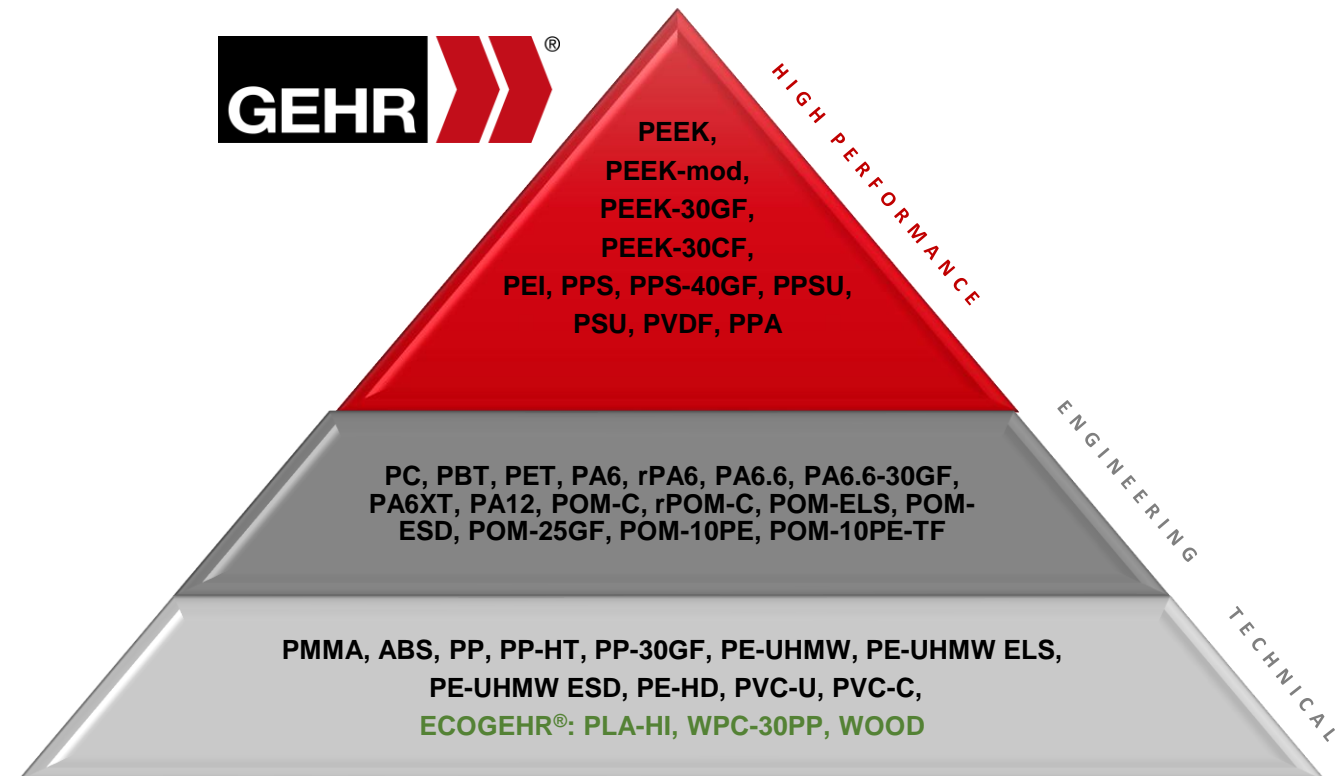 GEHR®
HIGH PERFORMANCE
PEEK,
PEEK-mod,
PEEK-30GF,
PEEK-30CF,
PEI, PPS, PPS-40GF, PPSU,
PSU, PVDF, PPA
ENGINEERING
PC, PBT, PET, PA6, rPA6, PA6.6, PA6.6-30GF,
PA6XT, PA12, POM-C, rPOM-C, POM-ELS, POM-
ESD, POM-25GF, POM-10PE, POM-10PE-TF
TECHNICAL
PMMA, ABS, PP, PP-HT, PP-30GF, PE-UHMW, PE-UHMW ELS,
PE-UHMW ESD, PE-HD, PVC-U, PVC-C,
ECOGEHR®: PLA-HI, WPC-30PP, WOOD